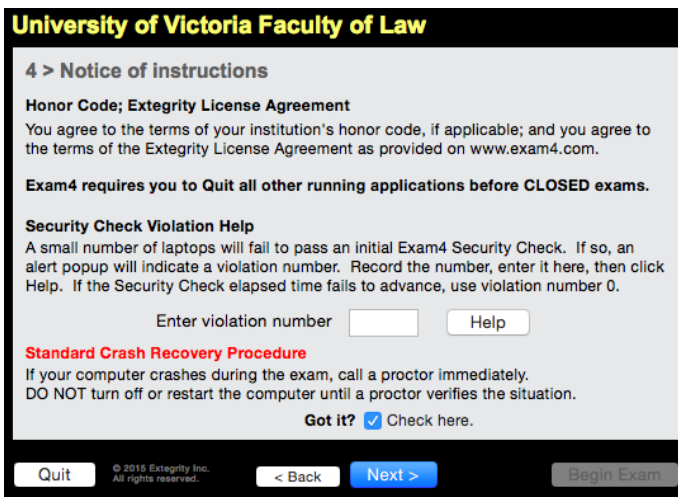 University of Victoria Faculty of Law
4 > Notice of instructions
Honor Code; Extegrity License Agreement
You agree to the terms of your institution's honor code, if applicable; and you agree to
the terms of the Extegrity License Agreement as provided on www.exam4.com.
Exam4 requires you to Quit all other running applications before CLOSED exams.
Security Check Violation Help
A small number of laptops will fail to pass an initial Exam4 Security Check. If so, an
alert popup will indicate a violation number. Record the number, enter it here, then click
Help. If the Security Check elapsed time fails to advance, use violation number 0.
Enter violation number Help
Standard Crash Recovery Procedure
If your computer crashes during the exam, call a proctor immediately.
DO NOT turn off or restart the computer until a proctor verifies the situation.
Got it? Check here.
Quit © 2015 Extegrity Inc. < Back Next > Begin Exam
All rights reserved.